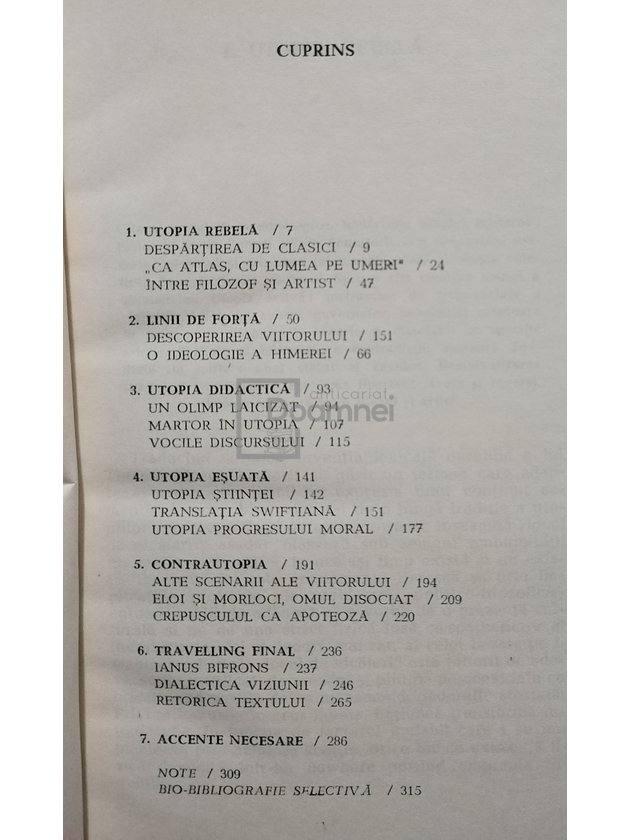 CUPRINS
1. UTOPIA REBELĂ / 7
DESPĂRȚIREA DE CLASICI / 9
„CA ATLAS, CU LUMEA PE UMERI" / 24
ÎNTRE FILOZOF ȘI ARTIST / 47
2. LINII DE FORȚĂ / 50
DESCOPERIREA VIITORULUI / 151
O IDEOLOGIE A HIMEREI / 66
3. UTOPIA DIDACTICĂ / 93
UN OLIMP LAICIZAT / 94
MARTOR ÎN UTOPIA / 107
VOCILE DISCURSULUI / 115
anticariat
Doamnei
4. UTOPIA EȘUATĂ / 141
UTOPIA ȘTIINȚEI / 142
TRANSLAȚIA SWIFTIANĂ / 151
UTOPIA PROGRESULUI MORAL / 177
5. CONTRAUTOPIA / 191
ALTE SCENARII ALE VIITORULUI / 194
ELOI ȘI MORLOCI, OMUL DISOCIAT / 209
CREPUSCULUL CA APOTEOZĂ / 220
6. TRAVELLING FINAL / 236
IANUS BIFRONS / 237
DIALECTICA VIZIUNII / 246
RETORICA TEXTULUI / 265
7. ACCENTE NECESARE / 286
NOTE / 309
BIO-BIBLIOGRAFIE SELECTIVĂ / 315